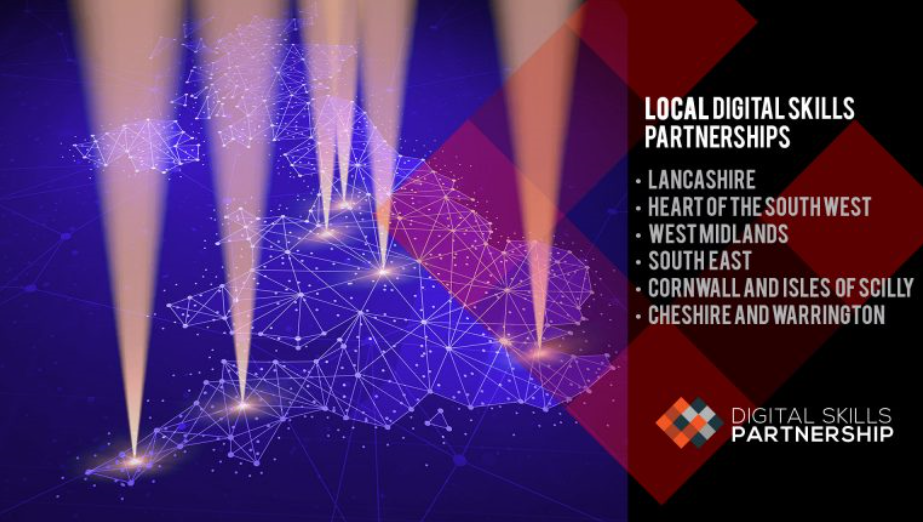 LOCAL DIGITAL SKILLS
PARTNERSHIPS
• LANCASHIRE
• HEART OF THE SOUTH WEST
• WEST MIDLANDS
• SOUTH EAST
• CORNWALL AND ISLES OF SCILLY
• CHESHIRE AND WARRINGTON
DIGITAL SKILLS
PARTNERSHIP